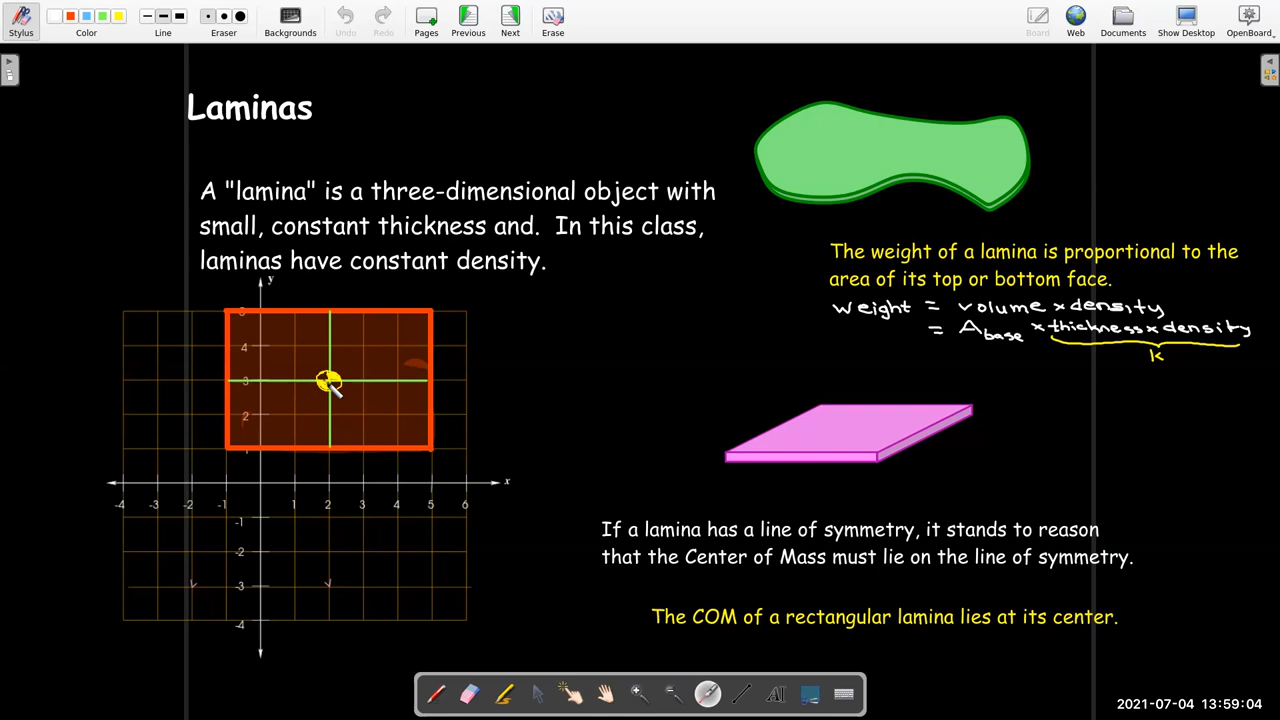 Stylus
Color
Line
Eraser
Backgrounds
Undo
Redo
Pages
Previous
Next
Erase
Board
Web
Documents
Show Desktop
OpenBoard
Laminas
A "lamina" is a three-dimensional object with
small, constant thickness and. In this class,
laminas have constant density.
The weight of a lamina is proportional to the
area of its top or bottom face.
weight = volume × density
= A base × thickness × density
k
y
5
4
3
2
1
x
-4 -3 -2 -1 1 2 3 4 5 6
-1
-2
-3
-4
If a lamina has a line of symmetry, it stands to reason
that the Center of Mass must lie on the line of symmetry.
The COM of a rectangular lamina lies at its center.
AI
2021-07-04 13:59:04